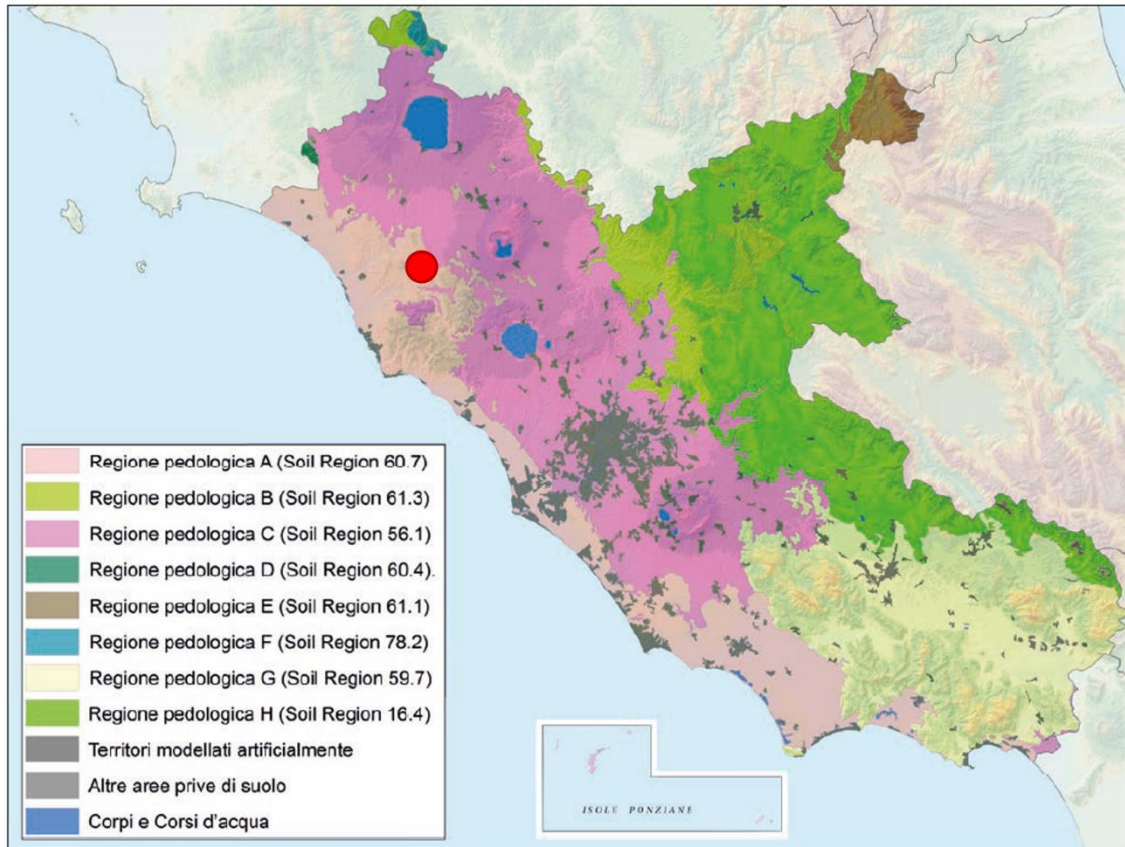 Regione pedologica A (Soil Region 60.7)
Regione pedologica B (Soil Region 61.3)
Regione pedologica C (Soil Region 56.1)
Regione pedologica D (Soil Region 60.4).
Regione pedologica E (Soil Region 61.1)
Regione pedologica F (Soil Region 78.2)
Regione pedologica G (Soil Region 59.7)
Regione pedologica H (Soil Region 16.4)
Territori modellati artificialmente
Altre aree prive di suolo
Corpi e Corsi d'acqua
ISOLE PONZIANE